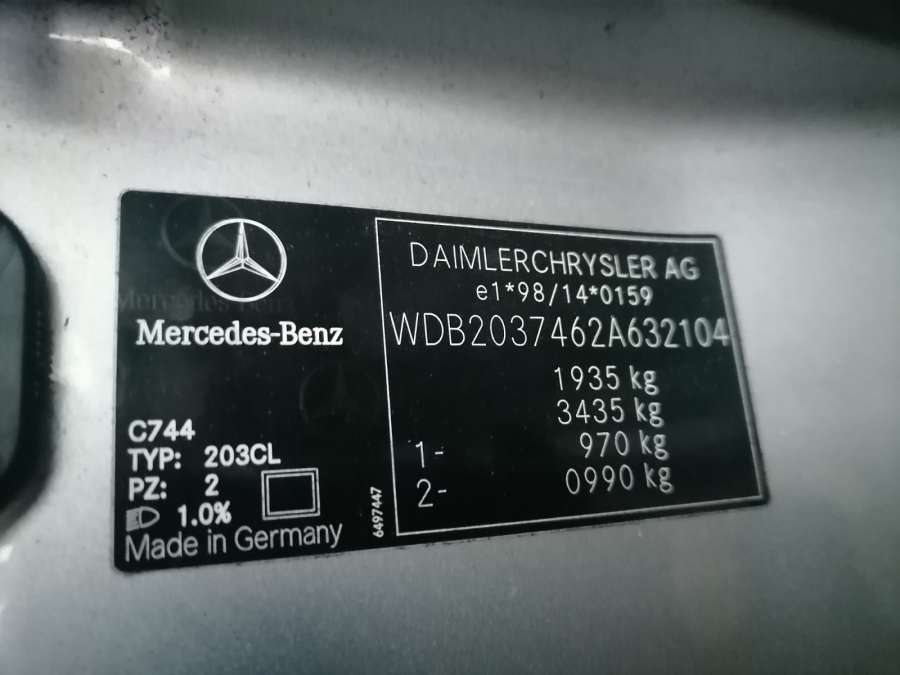 Mercedes-Benz
C744
TYP: 203CL
PZ: 2
1.0%
Made in Germany
6497447
DAIMLERCHRYSLER AG
e1*98/14*0159
WDB2037462A632104
1935 kg
3435 kg
1- 970 kg
2- 0990 kg